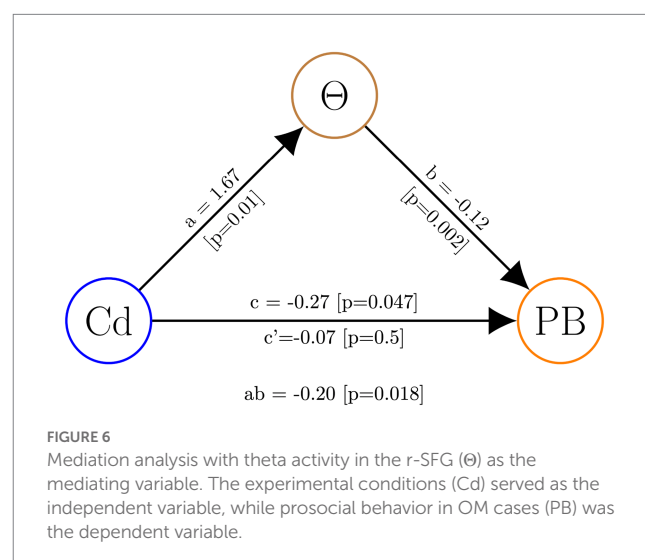 Θ
a = 1.67
[p=0.01]
b = -0.12
[p=0.002]
Cd
c = -0.27 [p=0.047]
c'=-0.07 [p=0.5]
PB
ab = -0.20 [p=0.018]
FIGURE 6
Mediation analysis with theta activity in the r-SFG (Θ) as the
mediating variable. The experimental conditions (Cd) served as the
independent variable, while prosocial behavior in OM cases (PB) was
the dependent variable.